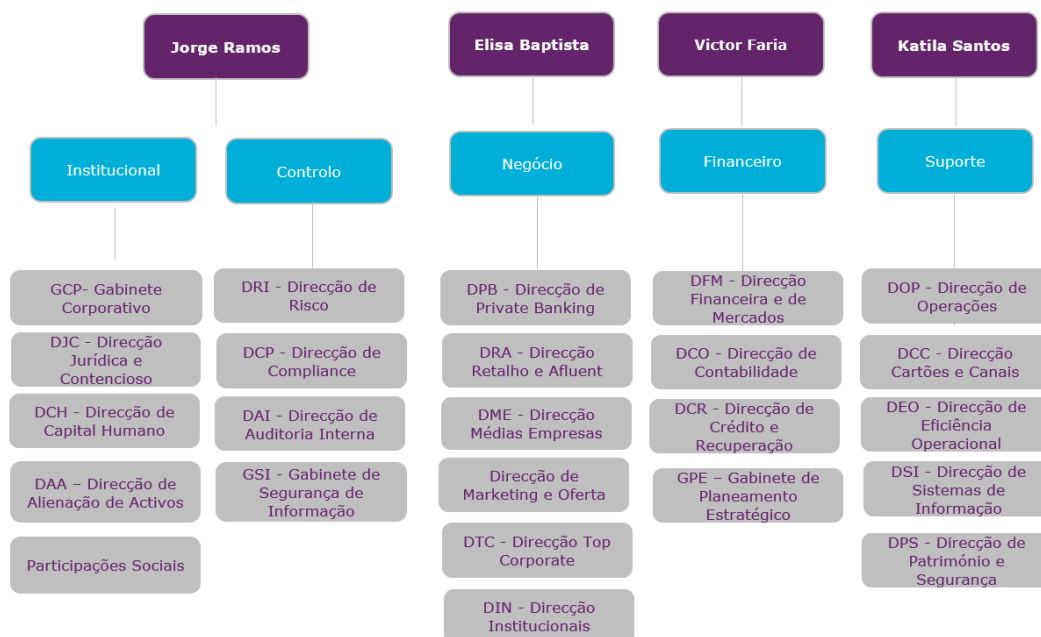 Jorge Ramos
Elisa Baptista
Victor Faria
Katila Santos
Institucional
Controlo
Negócio
Financeiro
Suporte
GCP- Gabinete
Corporativo
DJC - Direcção
Jurídica e
Contencioso
DCH - Direcção de
Capital Humano
DAA – Direcção de
Alienação de Activos
Participações Sociais
DRI - Direcção de
Risco
DCP - Direcção de
Compliance
DAI - Direcção de
Auditoria Interna
GSI - Gabinete de
Segurança de
Informação
DPB - Direcção de
Private Banking
DRA - Direcção
Retalho e Afluent
DME - Direcção
Médias Empresas
Direcção de
Marketing e Oferta
DTC - Direcção Top
Corporate
DIN - Direcção
Institucionais
DFM - Direcção
Financeira e de
Mercados
DCO - Direcção de
Contabilidade
DCR - Direcção de
Crédito e
Recuperação
GPE – Gabinete de
Planeamento
Estratégico
DOP - Direcção de
Operações
DCC - Direcção
Cartões e Canais
DEO - Direcção de
Eficiência
Operacional
DSI - Direcção de
Sistemas de
Informação
DPS - Direcção de
Património e
Segurança